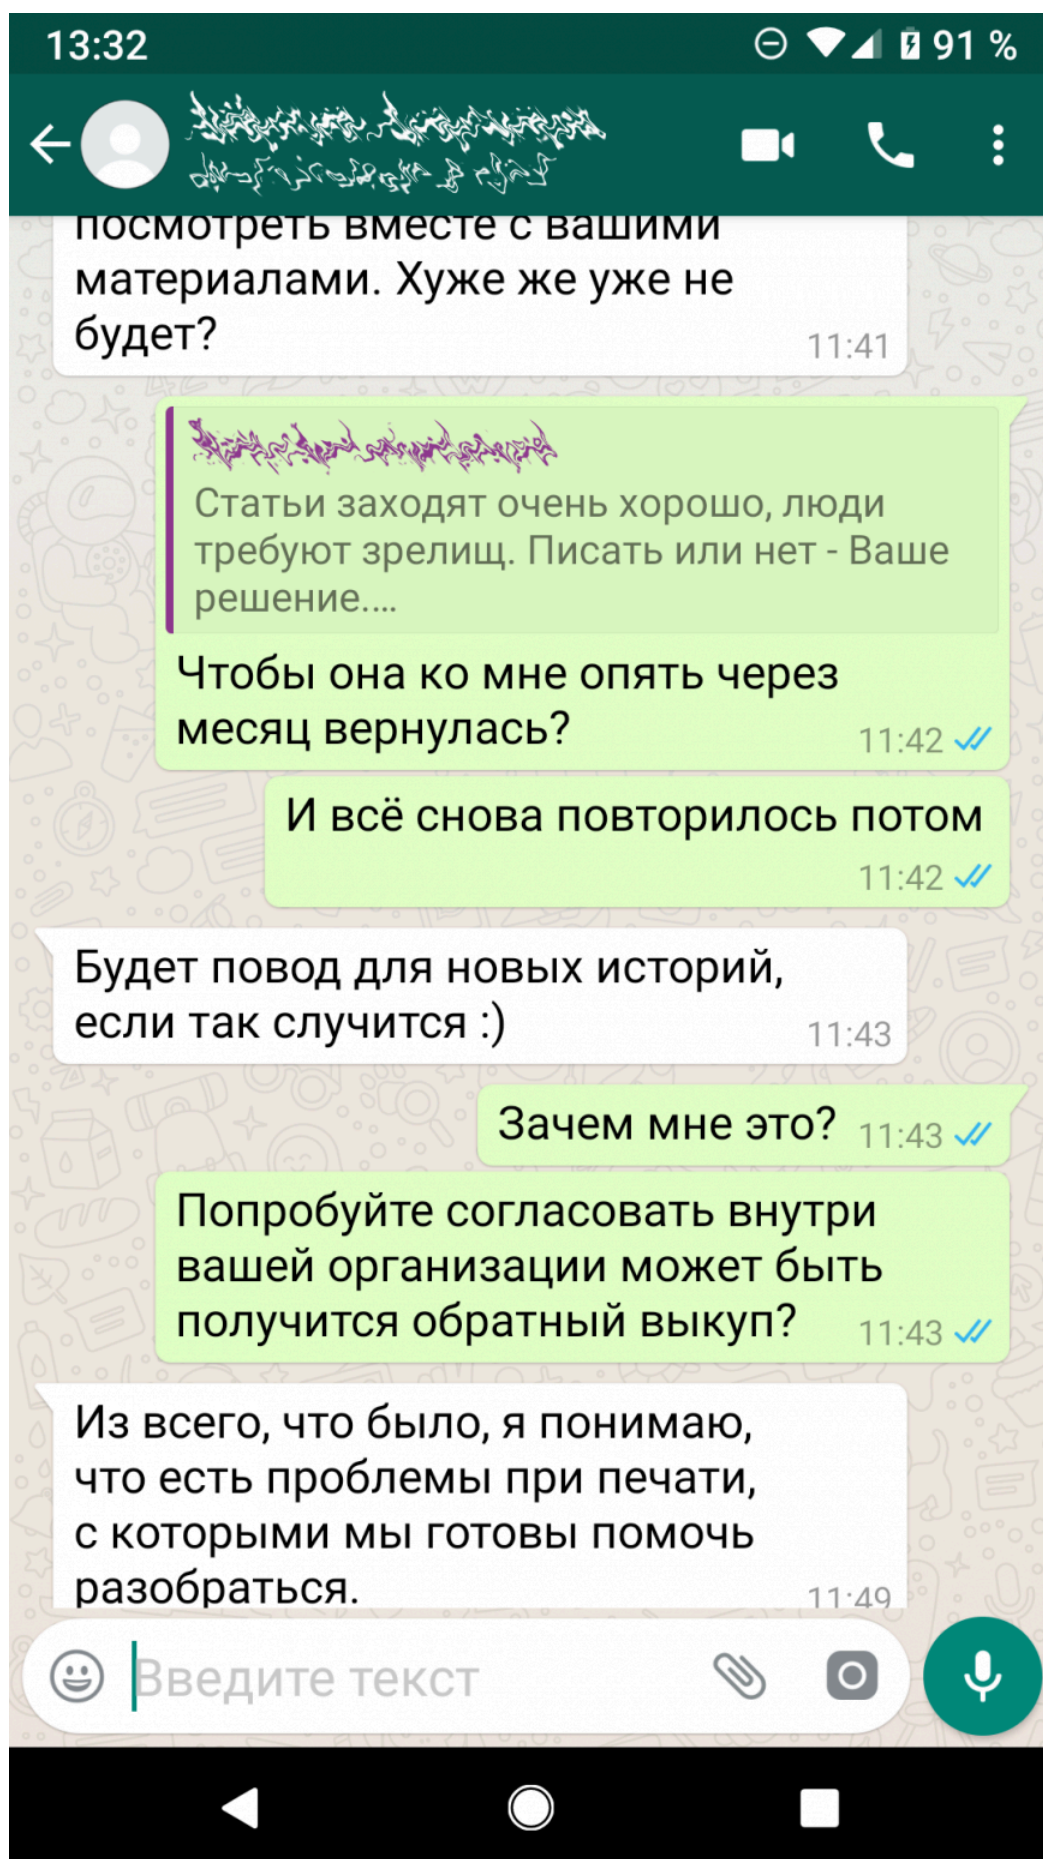 13:32
91 %
посмотреть вместе с вашими
материалами. Хуже же уже не
будет?
11:41
Статьи заходят очень хорошо, люди
требуют зрелищ. Писать или нет - Ваше
решение....
Чтобы она ко мне опять через
месяц вернулась?
11:42
И всё снова повторилось потом
11:42
Будет повод для новых историй,
если так случится :)
11:43
Зачем мне это? 11:43
Попробуйте согласовать внутри
вашей организации может быть
получится обратный выкуп?
11:43
Из всего, что было, я понимаю,
что есть проблемы при печати,
с которыми мы готовы помочь
разобраться.
11:49
Введите текст